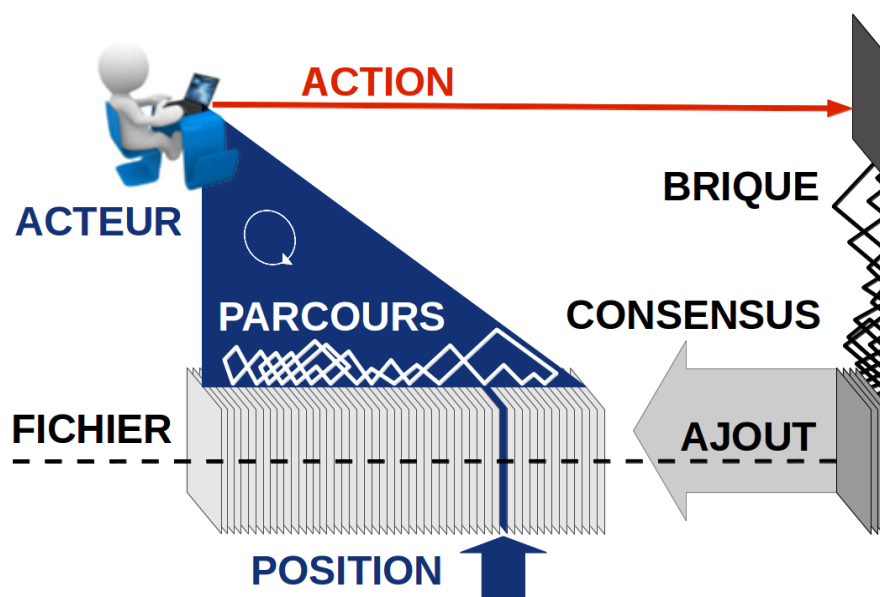 ACTION
BRIQUE
ACTEUR
PARCOURS
CONSENSUS
FICHIER
AJOUT
POSITION